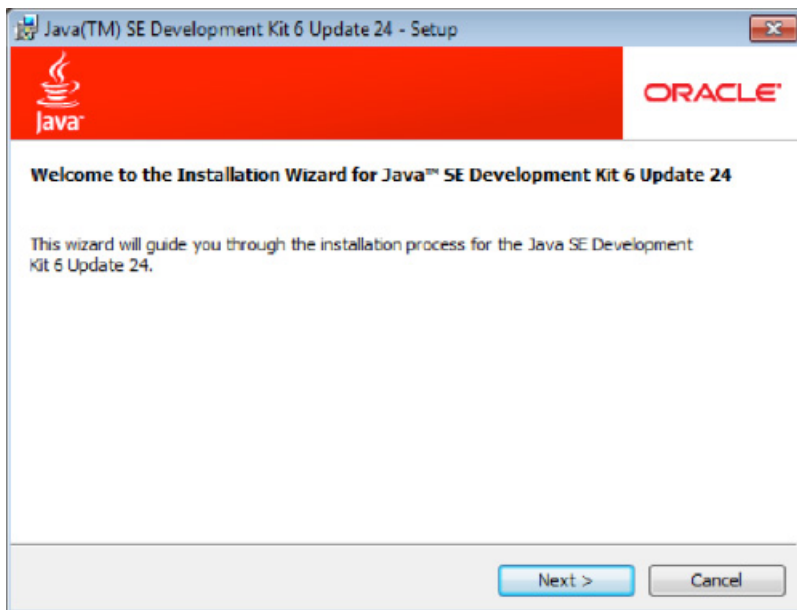 Java(TM) SE Development Kit 6 Update 24 - Setup
Java™
ORACLE®
Welcome to the Installation Wizard for Java™ SE Development Kit 6 Update 24
This wizard will guide you through the installation process for the Java SE Development
Kit 6 Update 24.
Next >
Cancel